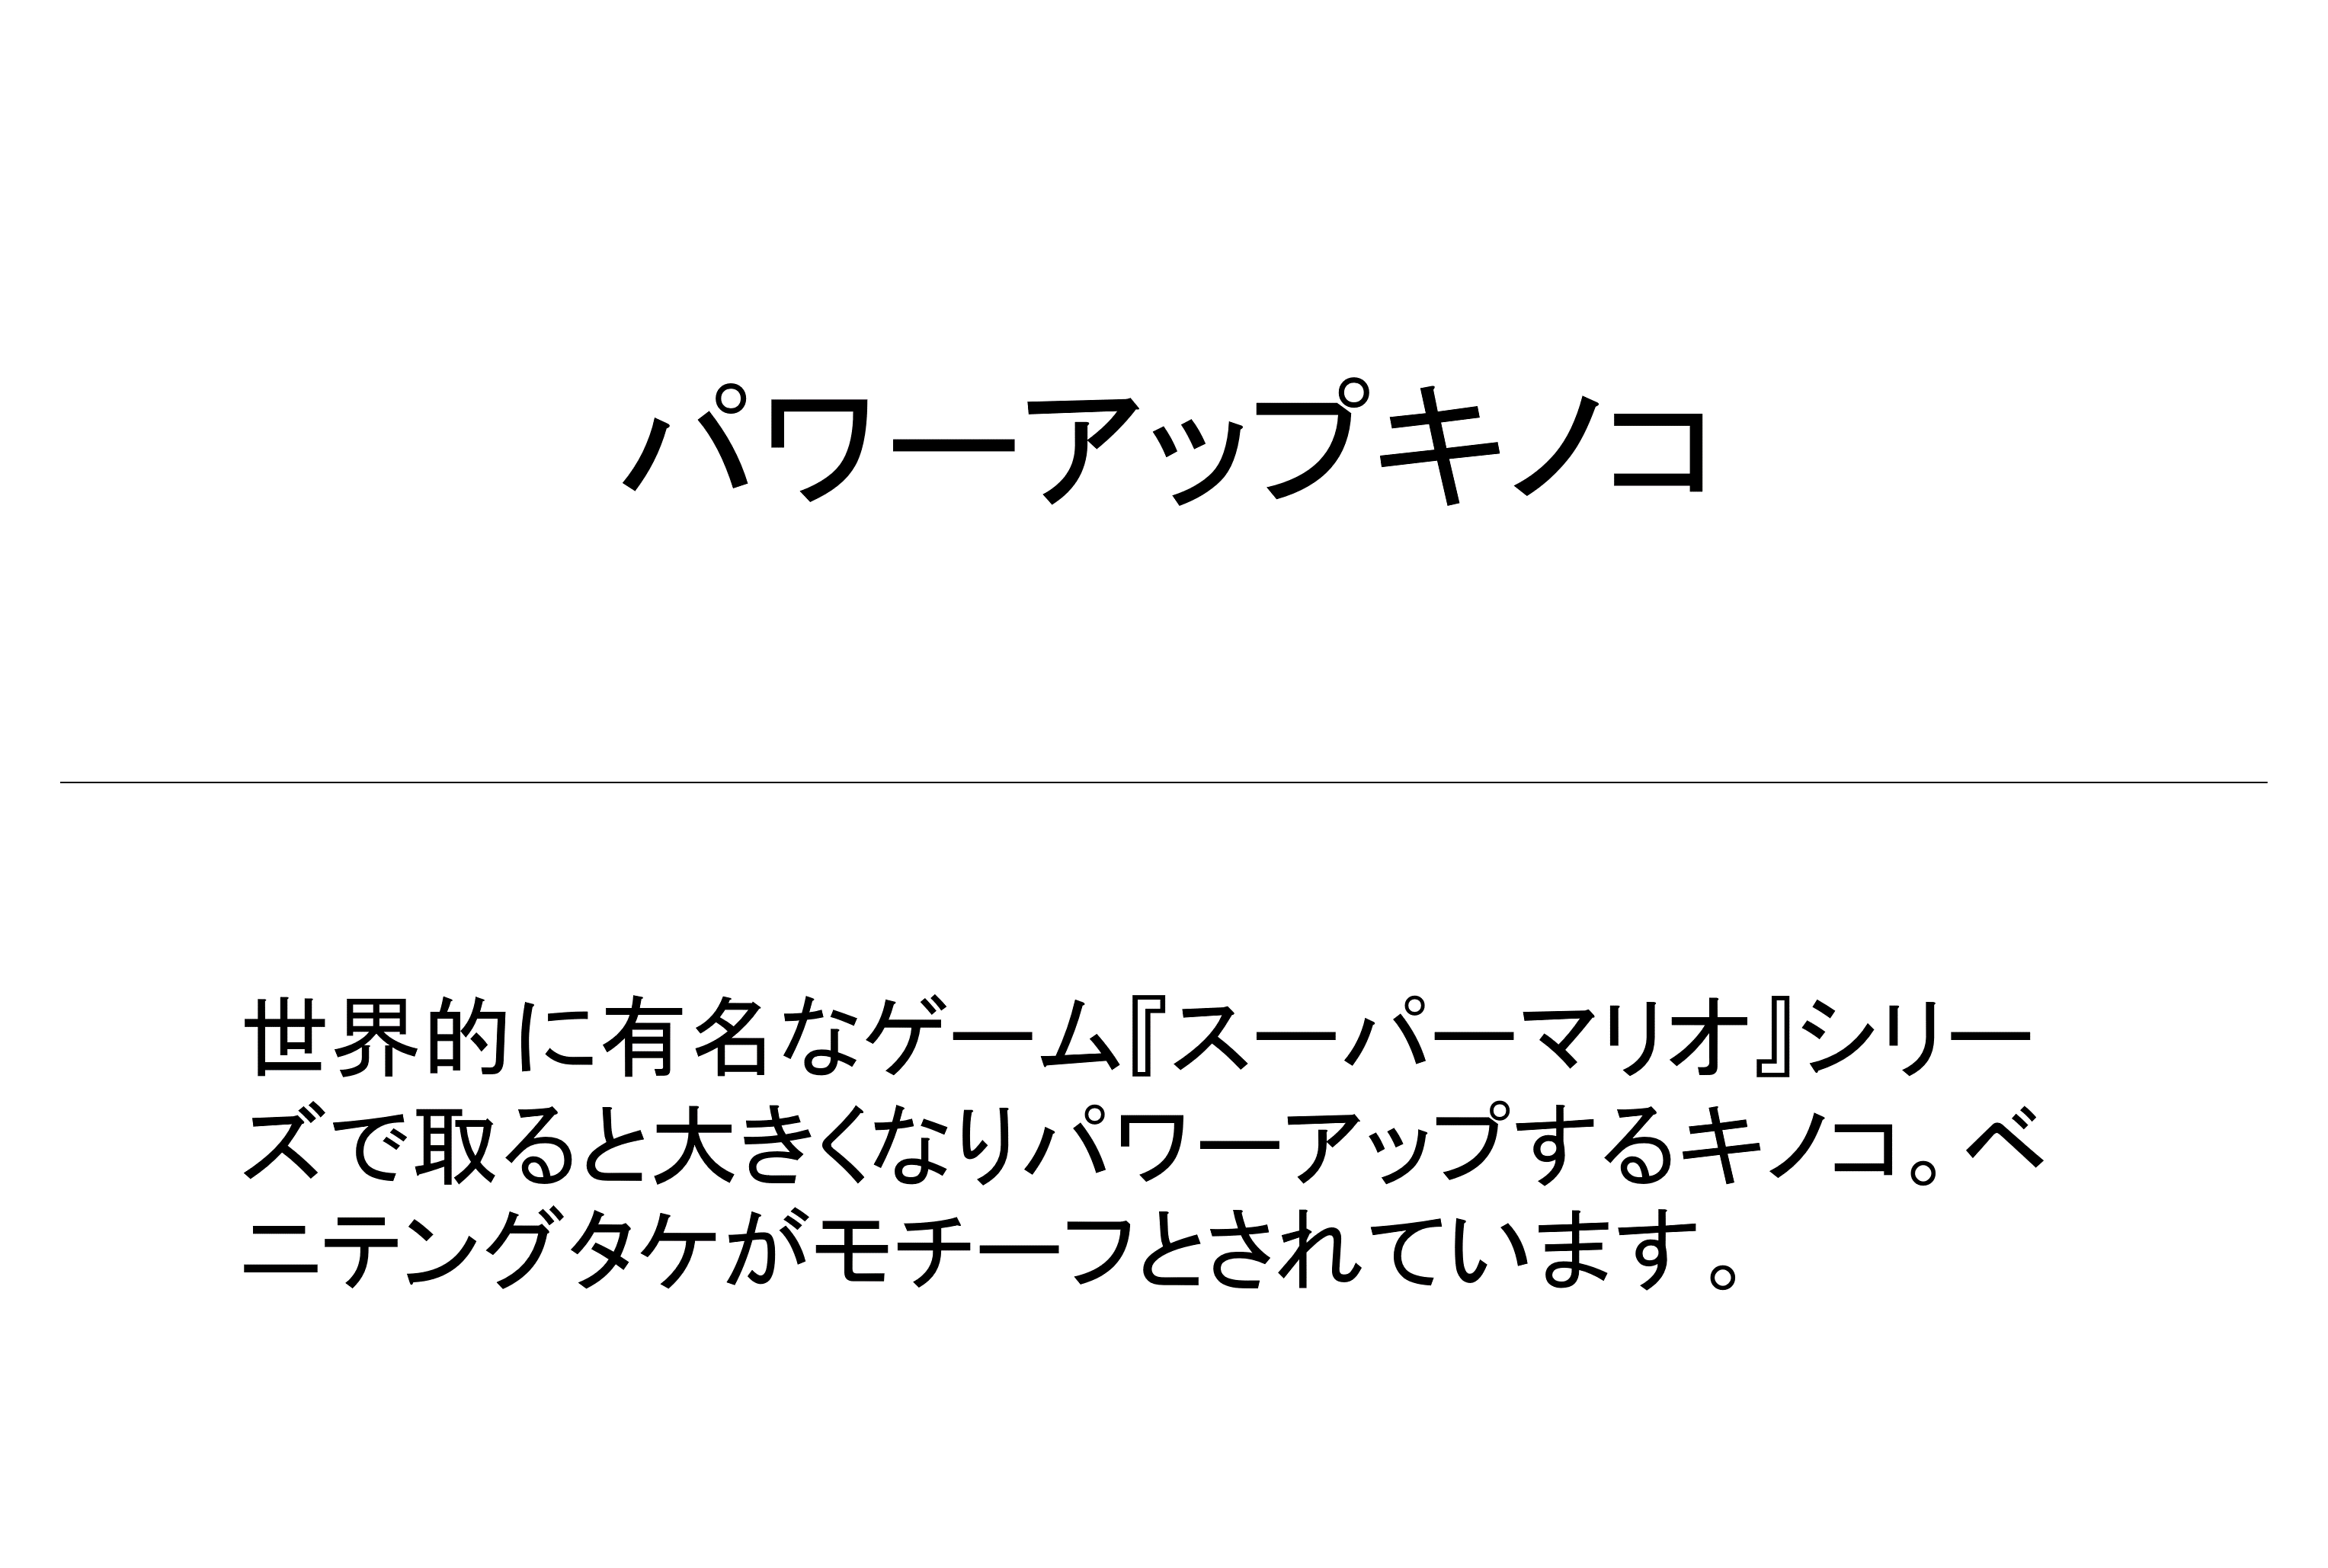 パワーアップキノコ
世界的に有名なゲーム『スーパーマリオ』シリー
ズで取ると大きくなりパワーアップするキノコ。ベ
ニテングタケがモチーフとされています。